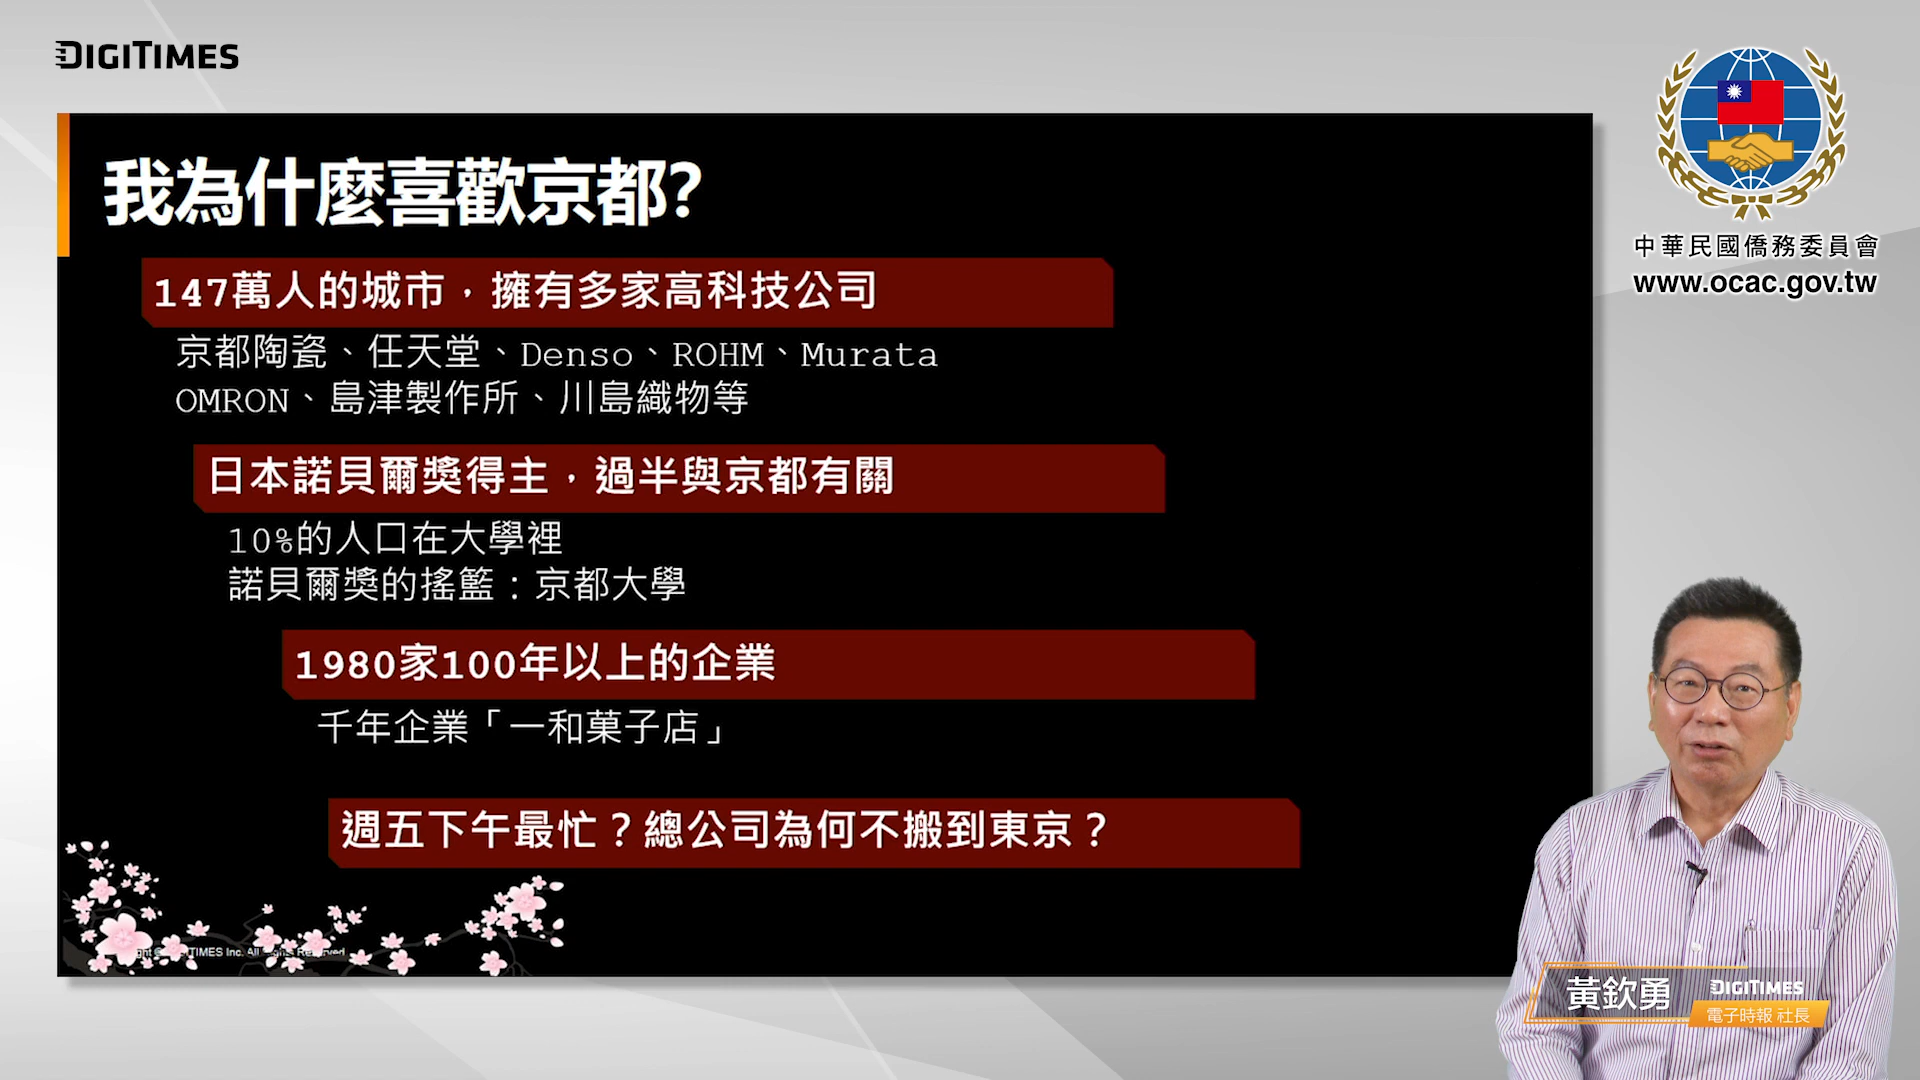 DIGITIMES
我為什麼喜歡京都?
147萬人的城市，擁有多家高科技公司
京都陶瓷、任天堂、Denso、ROHM、Murata
OMRON、島津製作所、川島織物等
日本諾貝爾獎得主，過半與京都有關
10%的人口在大學裡
諾貝爾獎的搖籃：京都大學
1980家100年以上的企業
千年企業「一和菓子店」
週五下午最忙？總公司為何不搬到東京？
TIMES Inc. All Reserved
中華民國僑務委員會
www.ocac.gov.tw
黃欽勇
DIGITIMES
電子時報 社長